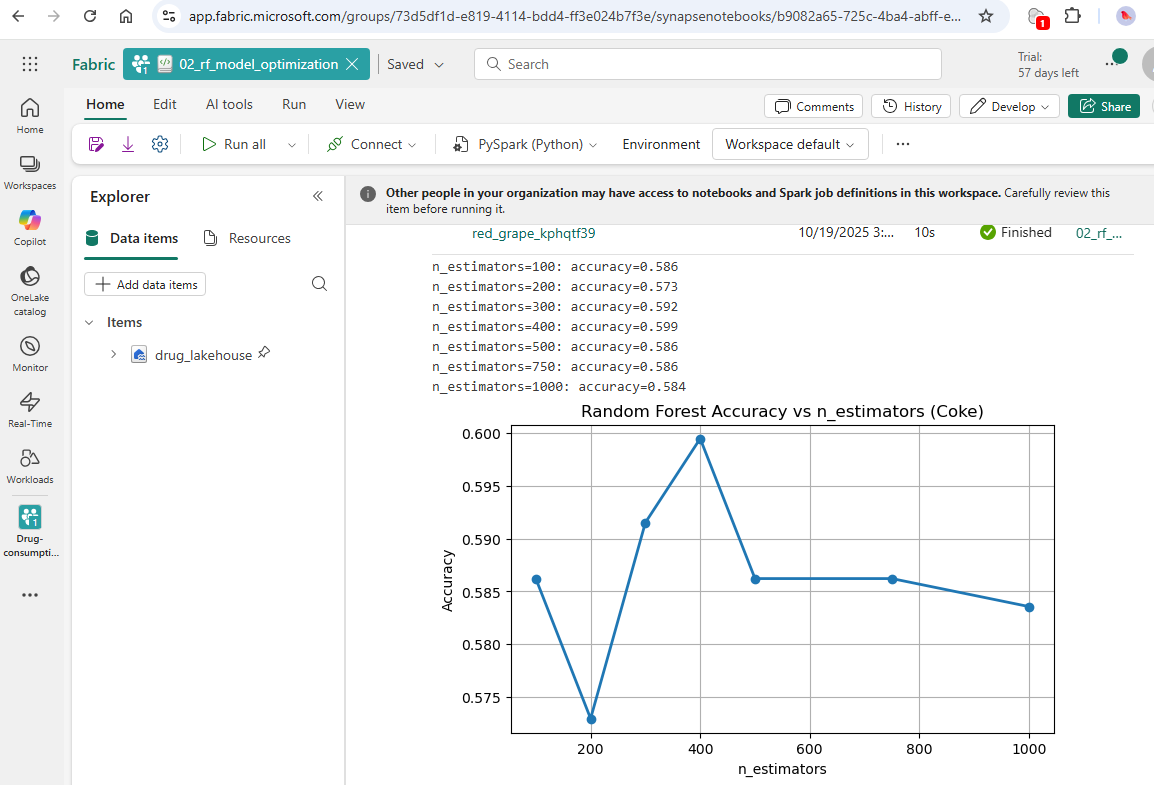 app.fabric.microsoft.com/groups/73d5df1d-e819-4114-bdd4-ff3e024b7f3e/synapsenotebooks/b9082a65-725c-4ba4-abff-e...
1
Fabric
1
02_rf_model_optimization
Saved
Search
Trial:
57 days left
Home
Edit
AI tools
Run
View
Comments
History
Develop
Share
Run all
Connect
PySpark (Python)
Environment
Workspace default
Home
Workspaces
Copilot
OneLake
catalog
Monitor
Real-Time
Workloads
1
Drug-
consumpti...
Explorer
Data items
Resources
Add data items
Items
drug_lakehouse
Other people in your organization may have access to notebooks and Spark job definitions in this workspace. Carefully review this
item before running it.
red_grape_kphqtf39 10/19/2025 3:... 10s Finished 02_rf_...
n_estimators=100: accuracy=0.586
n_estimators=200: accuracy=0.573
n_estimators=300: accuracy=0.592
n_estimators=400: accuracy=0.599
n_estimators=500: accuracy=0.586
n_estimators=750: accuracy=0.586
n_estimators=1000: accuracy=0.584
Random Forest Accuracy vs n_estimators (Coke)
0.600
0.595
0.590
0.585
0.580
0.575
Accuracy
200 400 600 800 1000
n_estimators